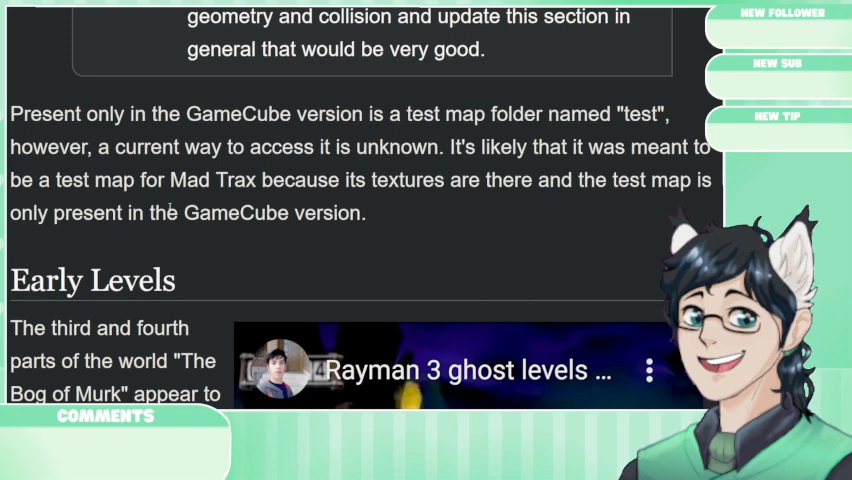 geometry and collision and update this section in
general that would be very good.
Present only in the GameCube version is a test map folder named "test",
however, a current way to access it is unknown. It's likely that it was meant to
be a test map for Mad Trax because its textures are there and the test map is
only present in the GameCube version.
Early Levels
The third and fourth
parts of the world "The
Bog of Murk" appear to
Rayman 3 ghost levels ...
NEW FOLLOWER
NEW SUB
NEW TIP
COMMENTS